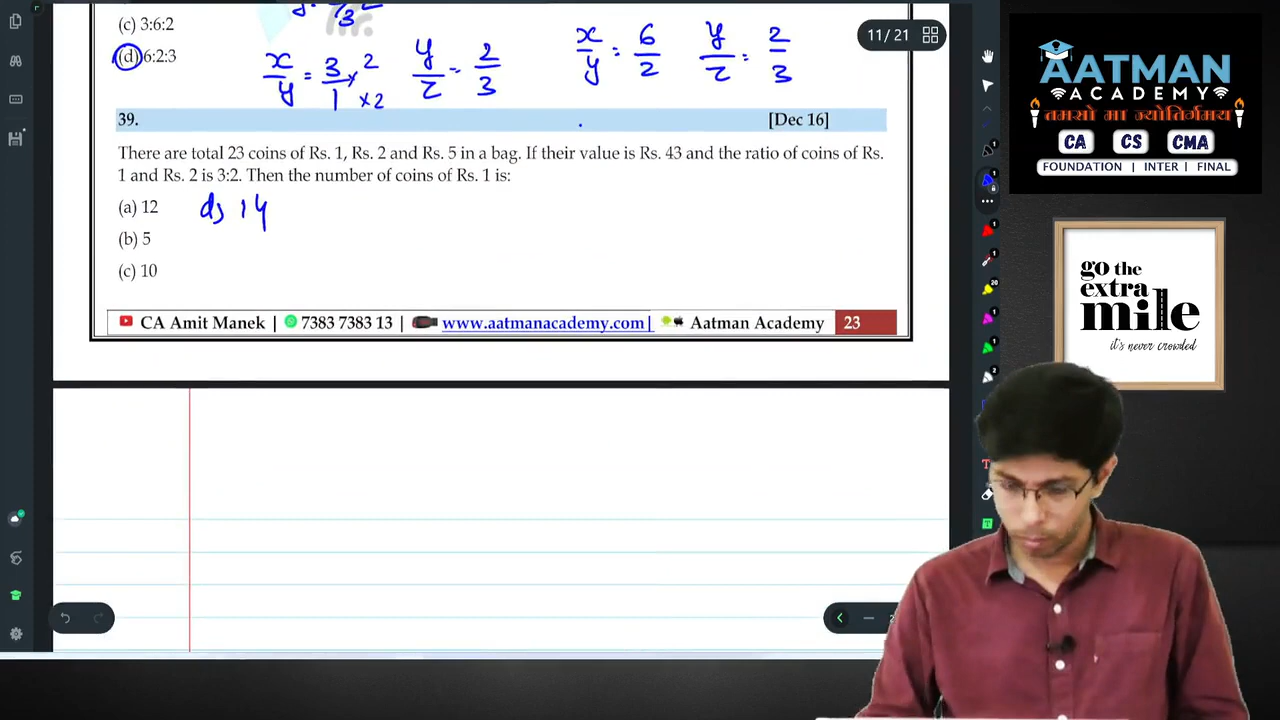 (c) 3:6:2
(d) 6:2:3
x/y = 3/1 ×2 ×2 y/z = 2/3
x/y = 6/2 y/z = 2/3
11/21
39. [Dec 16]
There are total 23 coins of Rs. 1, Rs. 2 and Rs. 5 in a bag. If their value is Rs. 43 and the ratio of coins of Rs.
1 and Rs. 2 is 3:2. Then the number of coins of Rs. 1 is:
(a) 12 d) 14
(b) 5
(c) 10
CA Amit Manek | 7383 7383 13 | www.aatmanacademy.com| Aatman Academy 23
AATMAN
ACADEMY
तमसो मा ज्योतिर्गमय
CA CS CMA
FOUNDATION | INTER | FINAL
go the
extra
mile
it's never crowded